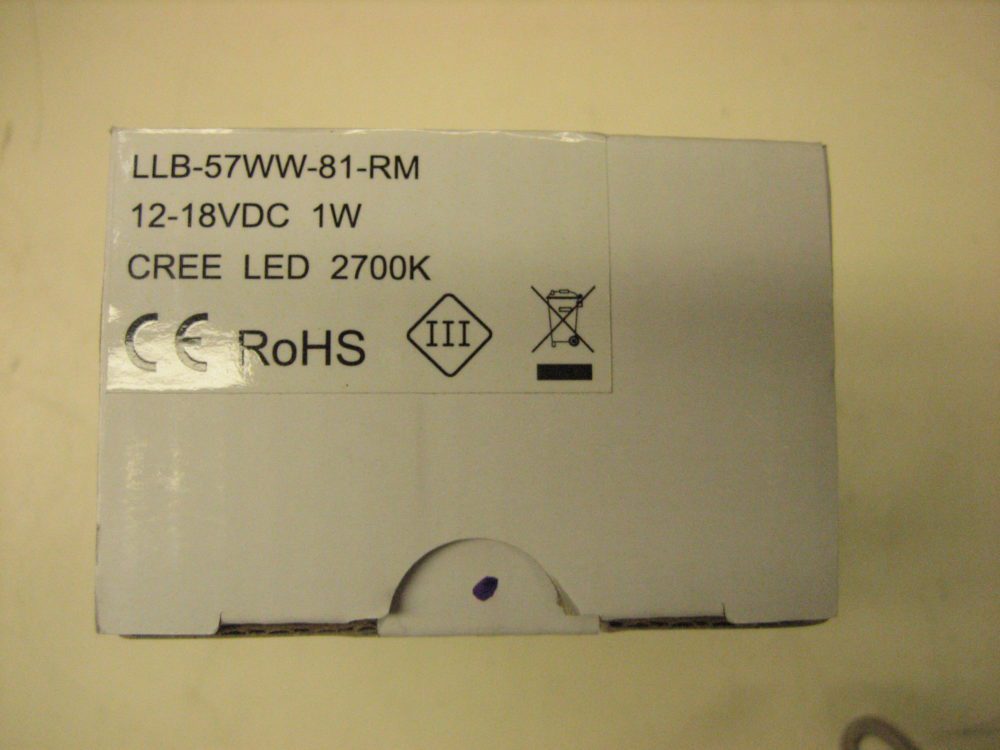 LLB-57WW-81-RM
12-18VDC 1W
CREE LED 2700K
CE RoHS III